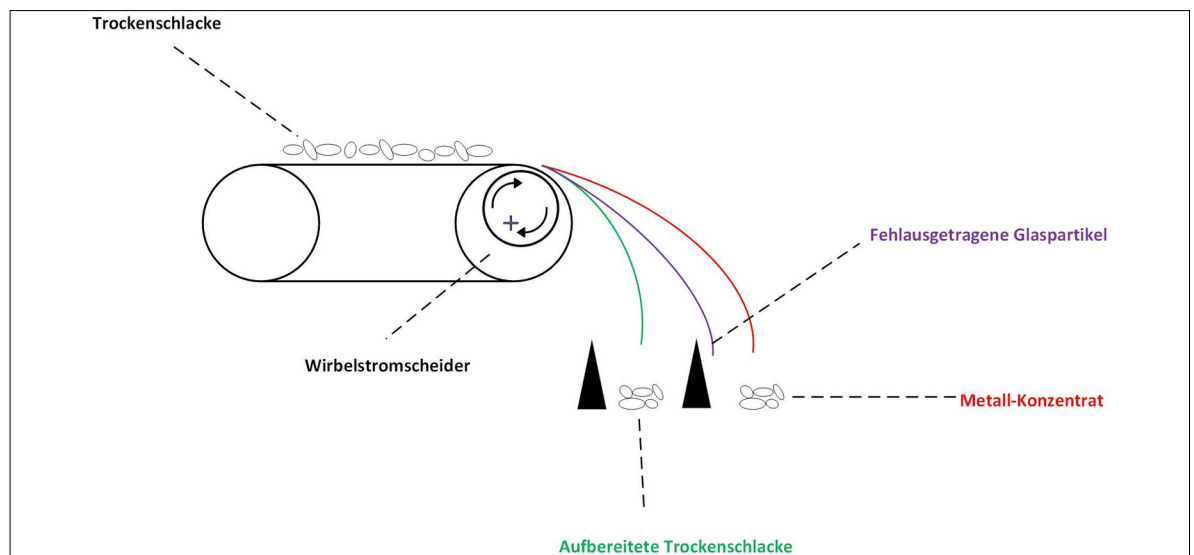 Trockenschlacke
Fehlausgetragene Glaspartikel
Wirbelstromscheider
Metall-Konzentrat
Aufbereitete Trockenschlacke